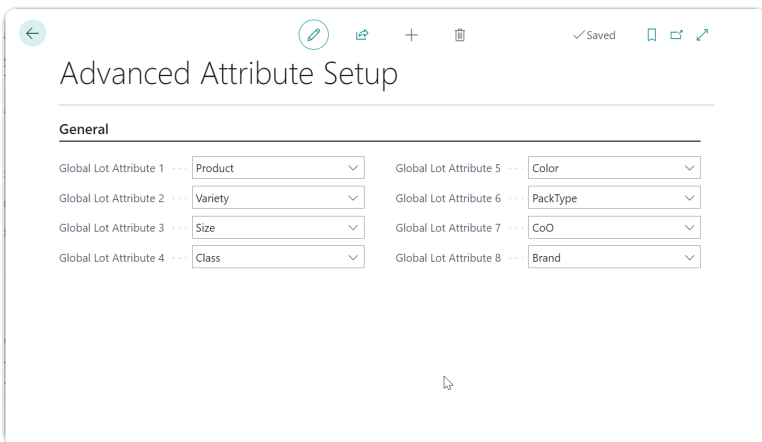 Saved
Advanced Attribute Setup
General
Global Lot Attribute 1 Product
Global Lot Attribute 5 Color
Global Lot Attribute 2 Variety
Global Lot Attribute 6 PackType
Global Lot Attribute 3 Size
Global Lot Attribute 7 CoO
Global Lot Attribute 4 Class
Global Lot Attribute 8 Brand